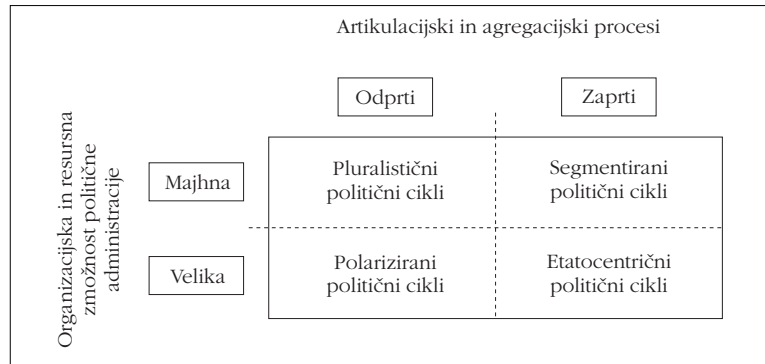 Artikulacijski in agregacijski procesi
Odprti
Zaprti
Organizacijska in resursna
zmožnost politične
administracije
Majhna
Pluralistični
politični cikli
Segmentirani
politični cikli
Velika
Polarizirani
politični cikli
Etatocentrični
politični cikli